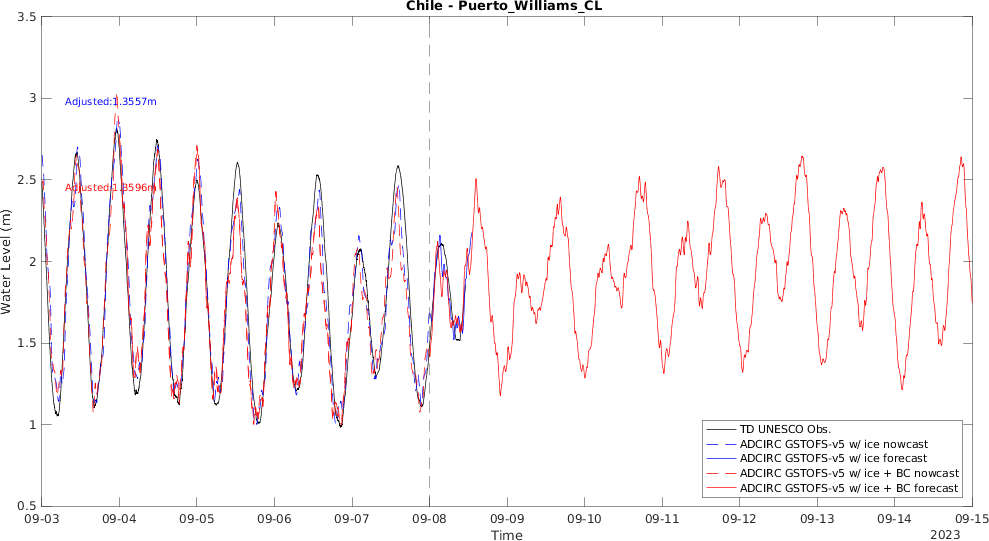 Chile - Puerto_Williams_CL
3.5
3
2.5
2
1.5
1
0.5
Water Level (m)
Adjusted:1.3557m
Adjusted:1.3596m
TD UNESCO Obs.
ADCIRC GSTOFS-v5 w/ ice nowcast
ADCIRC GSTOFS-v5 w/ ice forecast
ADCIRC GSTOFS-v5 w/ ice + BC nowcast
ADCIRC GSTOFS-v5 w/ ice + BC forecast
09-03 09-04 09-05 09-06 09-07 09-08 09-09 09-10 09-11 09-12 09-13 09-14 09-15
Time
2023